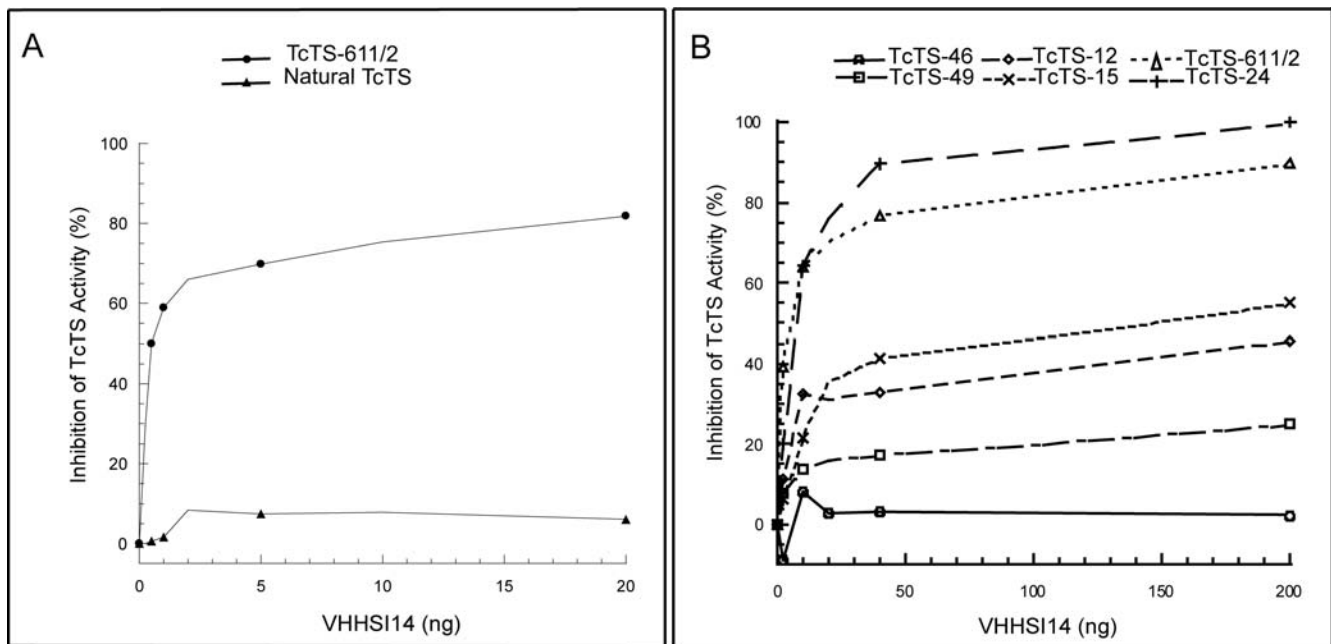 A
TcTS-611/2
Natural TcTS
Inhibition of TcTS Activity (%)
100
80
60
40
20
0
0 5 10 15 20
VHHSI14 (ng)
B
TcTS-46 TcTS-12 TcTS-611/2
TcTS-49 TcTS-15 TcTS-24
Inhibition of TcTS Activity (%)
100
80
60
40
20
0
0 50 100 150 200
VHHSI14 (ng)